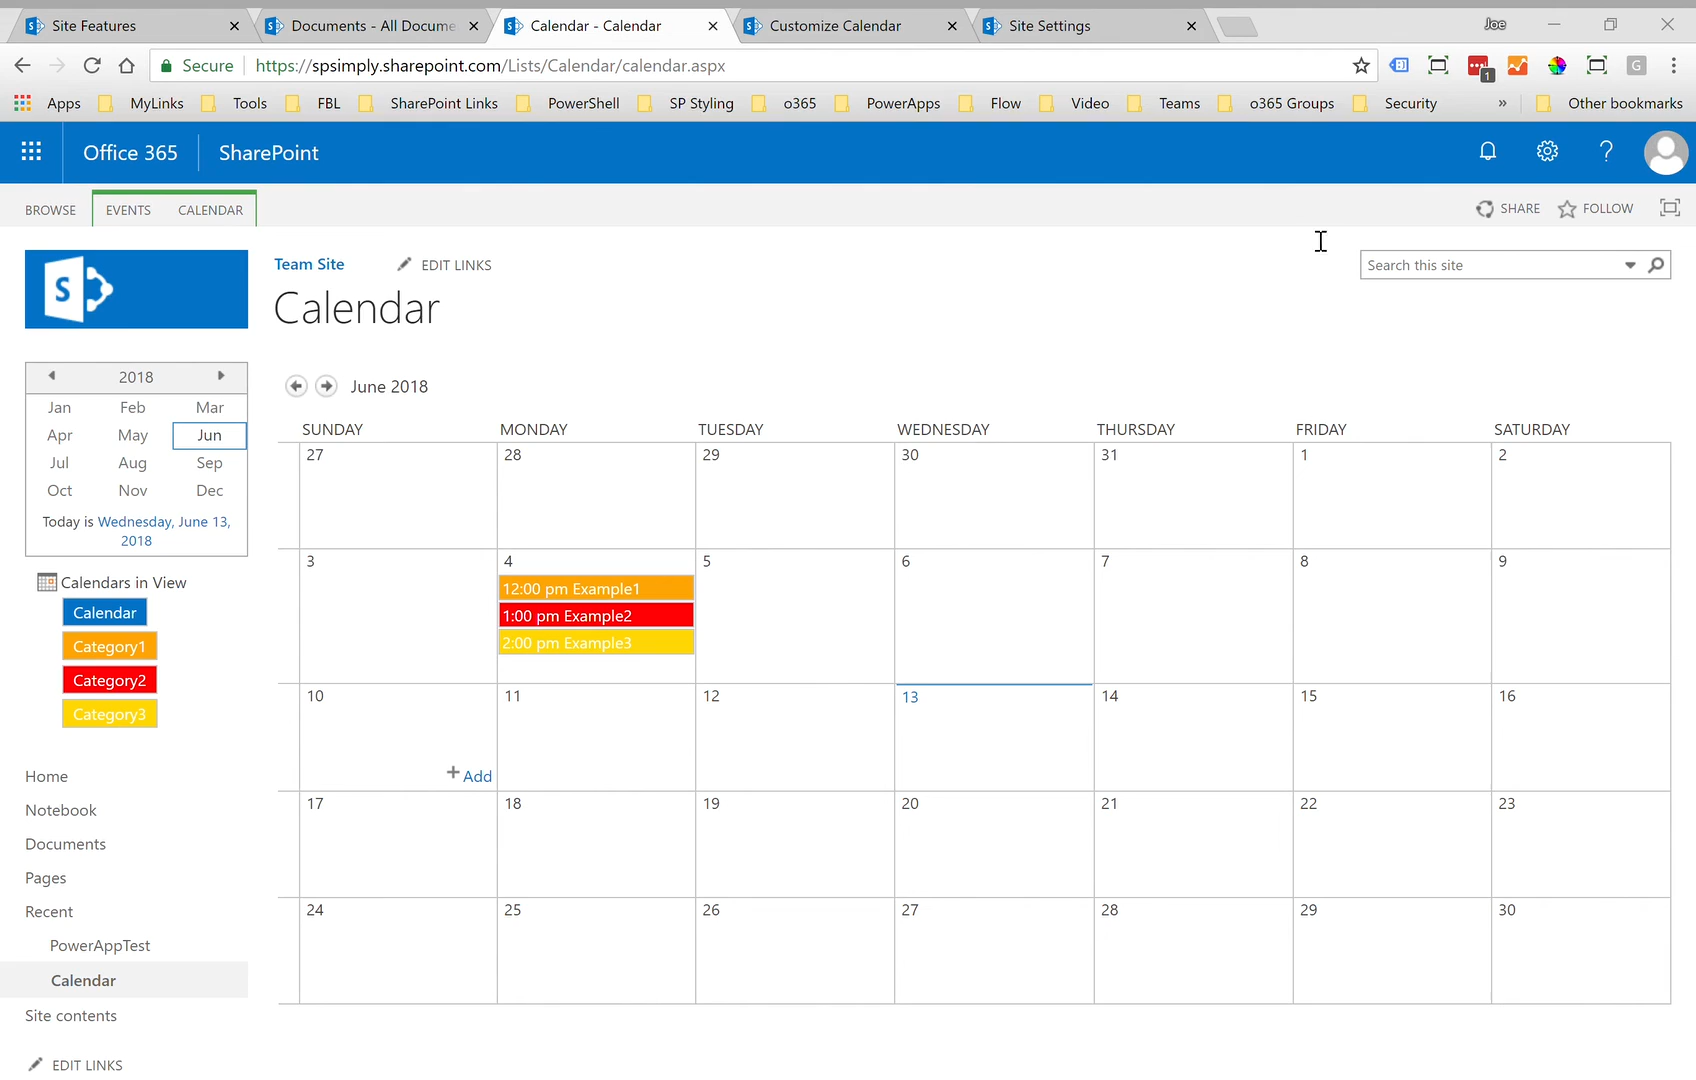 Site Features
Documents - All Docume
Calendar - Calendar
Customize Calendar
Site Settings
Joe
Secure
https://spsimply.sharepoint.com/Lists/Calendar/calendar.aspx
1
G
Apps MyLinks Tools FBL SharePoint Links PowerShell SP Styling o365 PowerApps Flow Video Teams o365 Groups Security » Other bookmarks
Office 365 SharePoint ?
BROWSE EVENTS CALENDAR SHARE FOLLOW
S
Team Site EDIT LINKS
Search this site
Calendar
2018
Jan Feb Mar
Apr May Jun
Jul Aug Sep
Oct Nov Dec
Today is Wednesday, June 13,
2018
Calendars in View
Calendar
Category1
Category2
Category3
Home
Notebook
Documents
Pages
Recent
PowerAppTest
Calendar
Site contents
EDIT LINKS
June 2018
SUNDAY MONDAY TUESDAY WEDNESDAY THURSDAY FRIDAY SATURDAY
27 28 29 30 31 1 2
3 4 5 6 7 8 9
12:00 pm Example1
1:00 pm Example2
2:00 pm Example3
10 11 12 13 14 15 16
+ Add
17 18 19 20 21 22 23
24 25 26 27 28 29 30